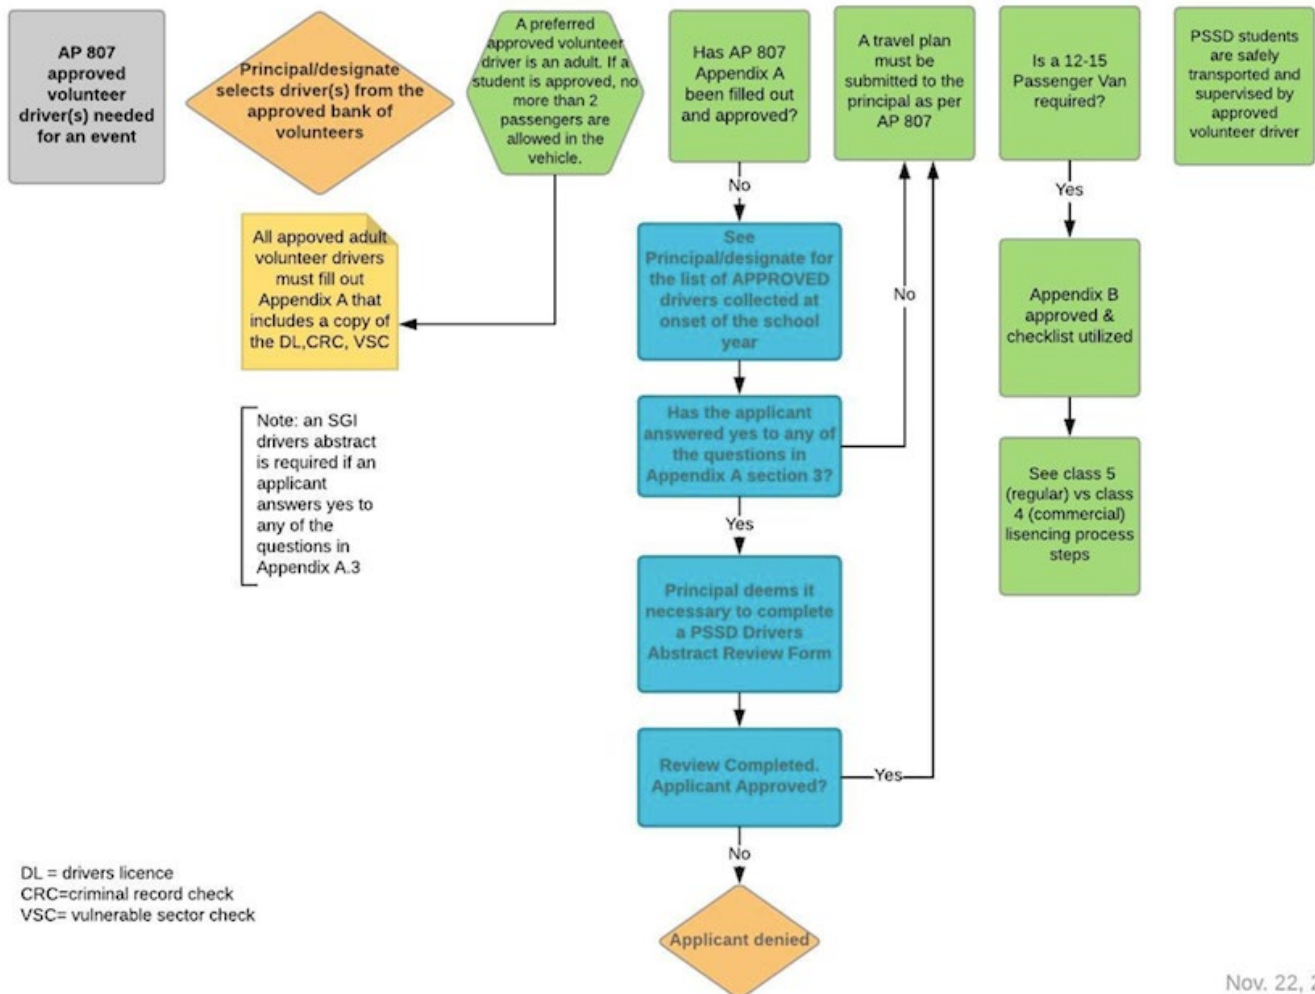 AP 807
approved
volunteer
driver(s) needed
for an event
Principal/designate
selects driver(s) from the
approved bank of
volunteers
A preferred
approved volunteer
driver is an adult. If a
student is approved, no
more than 2
passengers are
allowed in the
vehicle.
Has AP 807
Appendix A
been filled out
and approved?
A travel plan
must be
submitted to the
principal as per
AP 807
Is a 12-15
Passenger Van
required?
PSSD students
are safely
transported and
supervised by
approved
volunteer driver
No
Yes
All appoved adult
volunteer drivers
must fill out
Appendix A that
includes a copy of
the DL,CRC, VSC
See
Principal/designate for
the list of APPROVED
drivers collected at
onset of the school
year
No
Appendix B
approved &
checklist utilized
Note: an SGI
drivers abstract
is required if an
applicant
answers yes to
any of the
questions in
Appendix A.3
Has the applicant
answered yes to any of
the questions in
Appendix A section 3?
See class 5
(regular) vs class
4 (commercial)
lisencing process
steps
Yes
Principal deems it
necessary to complete
a PSSD Drivers
Abstract Review Form
Review Completed.
Applicant Approved?
Yes
No
Applicant denied
DL = drivers licence
CRC=criminal record check
VSC= vulnerable sector check
Nov. 22,